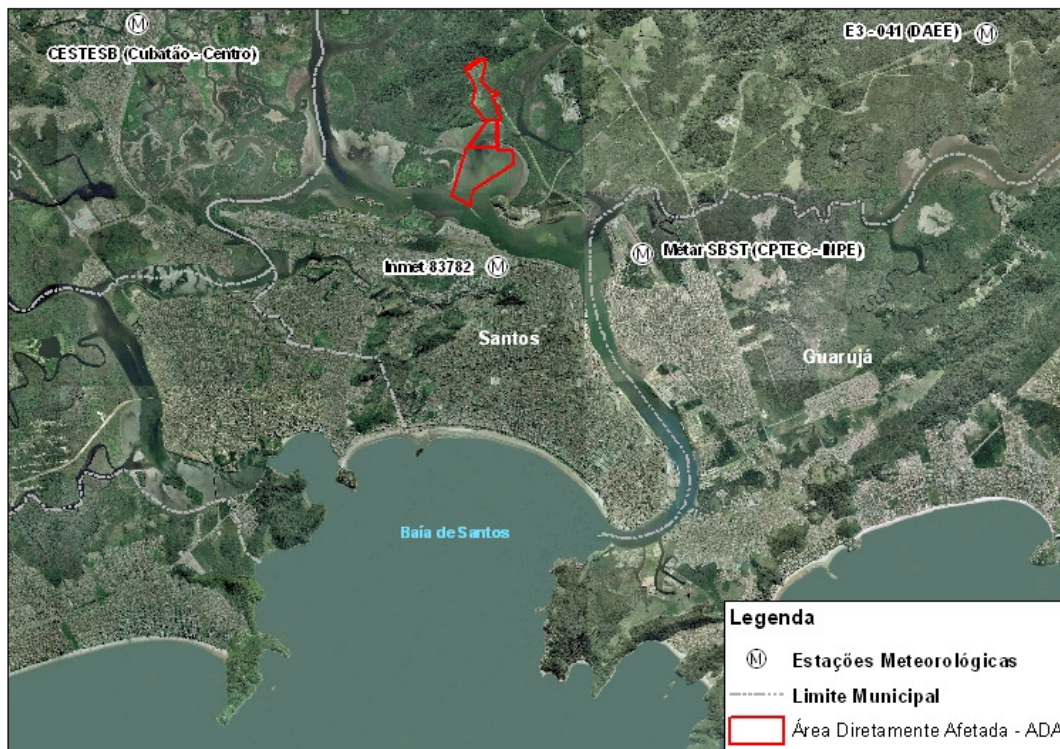 CESTESB (Cubatão - Centro)
E3 - 041 (DAEE)
Inmet 83782
Metar SBST (CPTEC - INPE)
Santos
Guarujá
Baía de Santos
Legenda
M Estações Meteorológicas
Limite Municipal
Área Diretamente Afetada - ADA